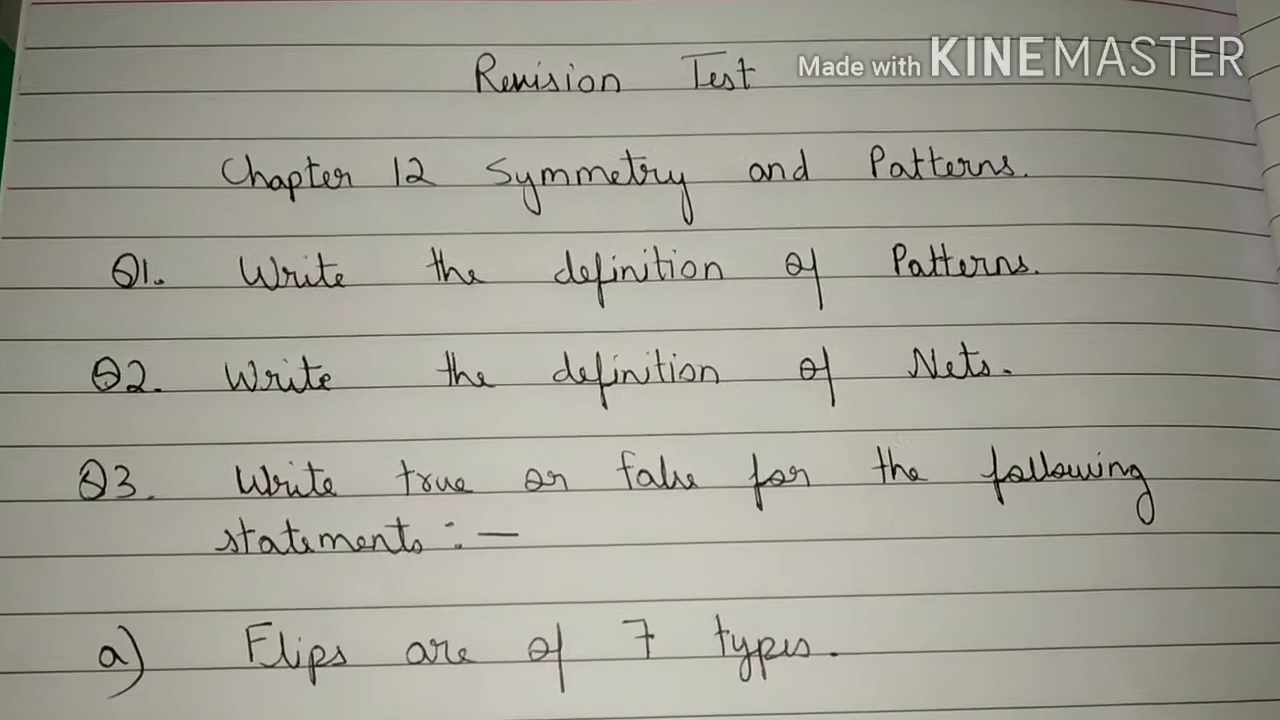 Revision Test
Made with KINEMASTER
Chapter 12 Symmetry and Patterns.
Q1. Write the definition of Patterns.
Q2. Write the definition of Nets.
Q3. Write true or false for the following
statements :—
a) Flips are of 7 types.